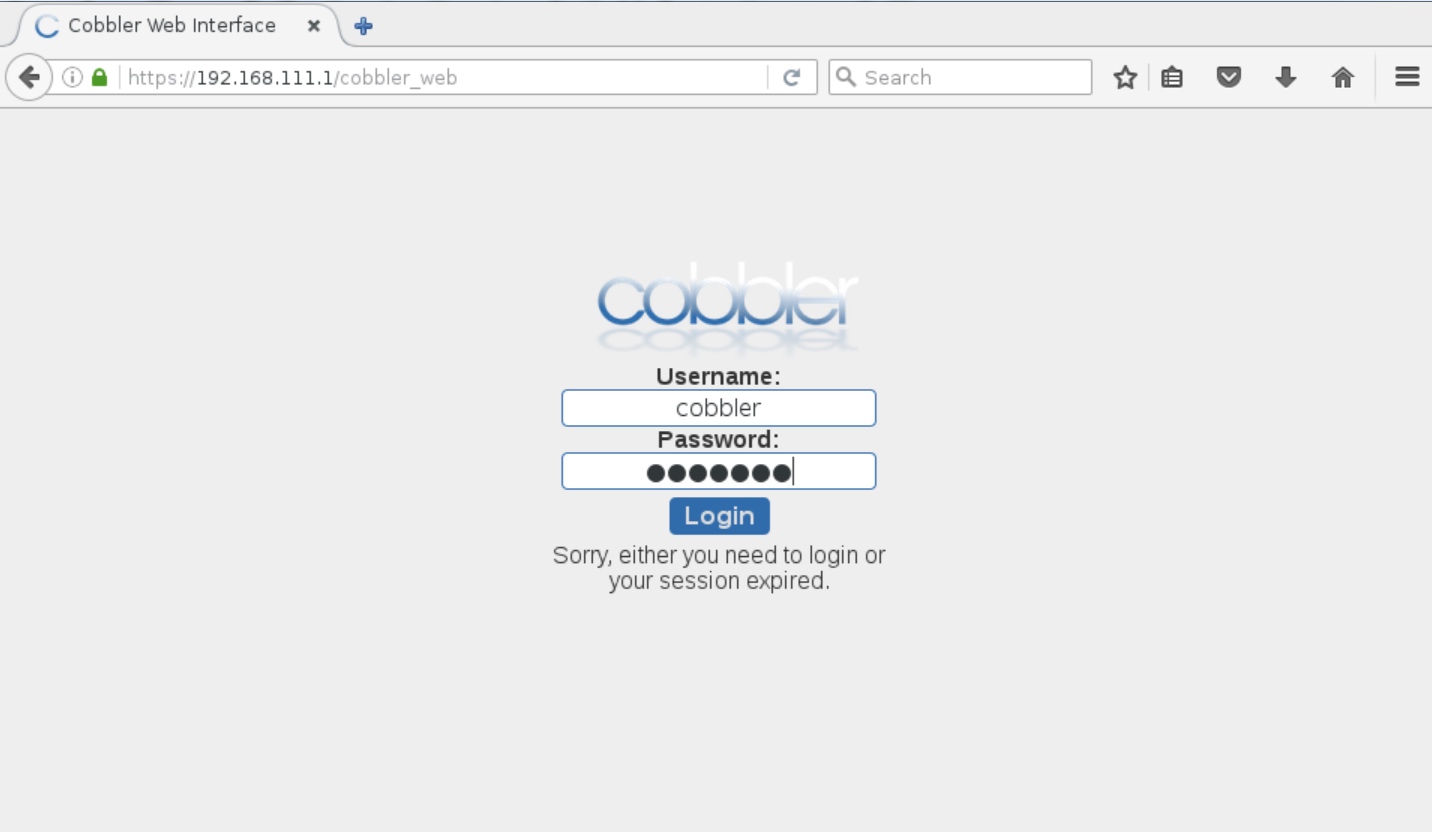 Cobbler Web Interface
https://192.168.111.1/cobbler_web
Search
cobbler
Username:
cobbler
Password:
●●●●●●●
Login
Sorry, either you need to login or
your session expired.